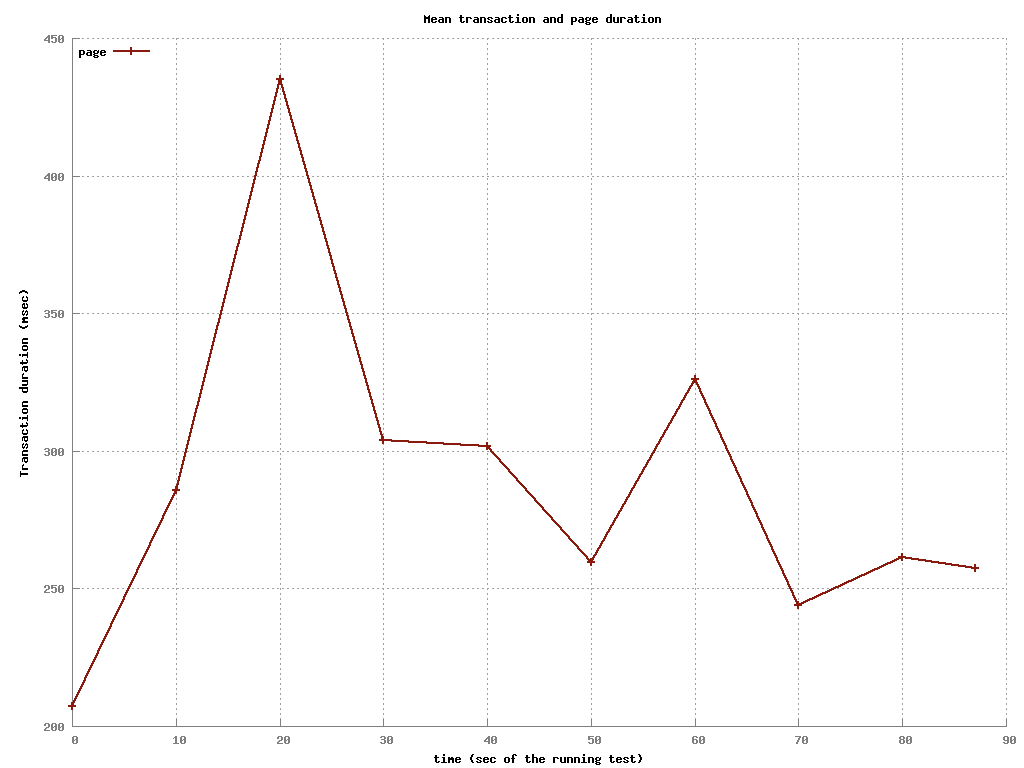 Mean transaction and page duration
450
page
400
350
Transaction duration (msec)
300
250
200
0 10 20 30 40 50 60 70 80 90
time (sec of the running test)